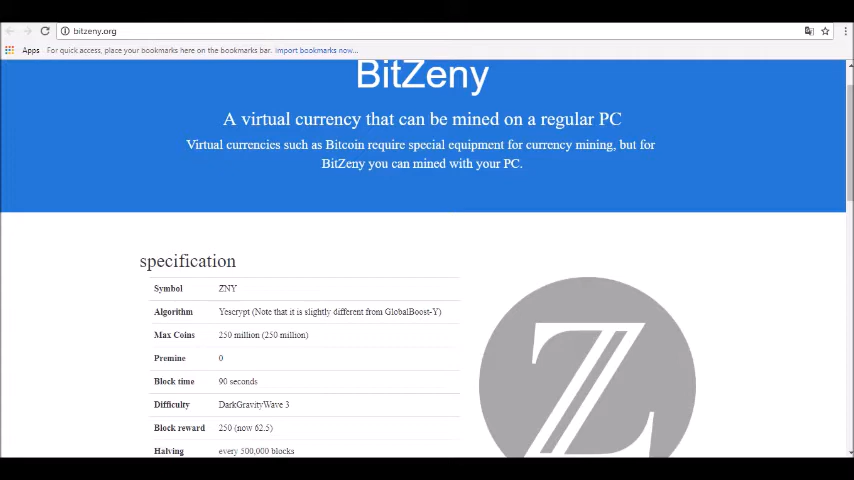 bitzeny.org
Apps For quick access, place your bookmarks here on the bookmarks bar. Import bookmarks now...
BitZeny
A virtual currency that can be mined on a regular PC
Virtual currencies such as Bitcoin require special equipment for currency mining, but for
BitZeny you can mined with your PC.
specification
Symbol ZNY
Algorithm Yescrypt (Note that it is slightly different from GlobalBoost-Y)
Max Coins 250 million (250 million)
Premine 0
Block time 90 seconds
Difficulty DarkGravityWave 3
Block reward 250 (now 62.5)
Halving every 500,000 blocks
Z